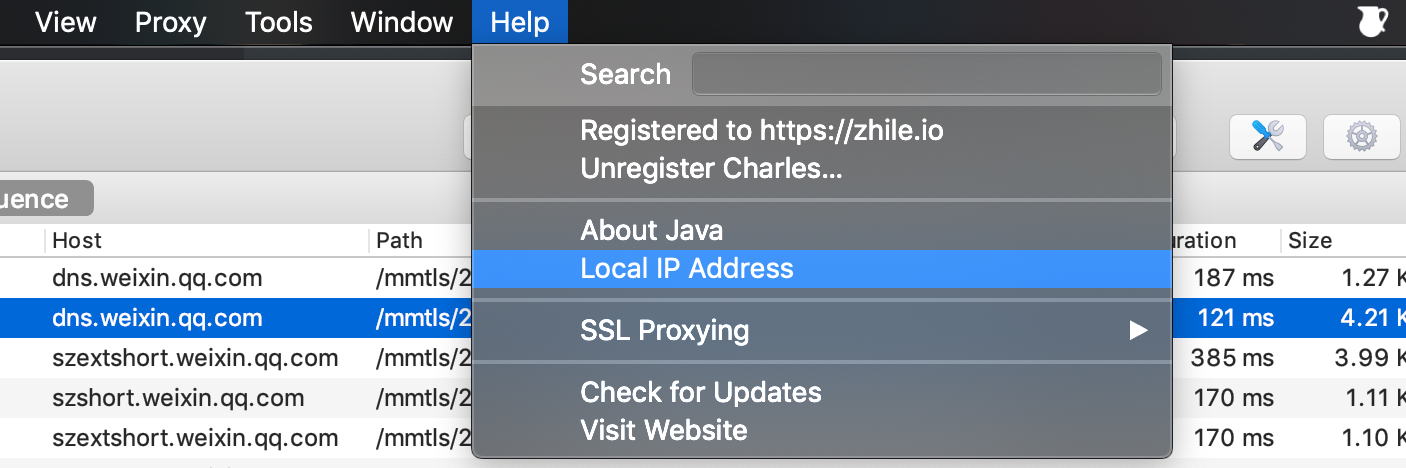 View Proxy Tools Window Help
Search
Registered to https://zhile.io
Unregister Charles...
uence
About Java
Host Path uration Size
Local IP Address
dns.weixin.qq.com /mmtls/2 187 ms 1.27 K
dns.weixin.qq.com /mmtls/2 121 ms 4.21 K
SSL Proxying
szextshort.weixin.qq.com /mmtls/2 385 ms 3.99 K
Check for Updates
szshort.weixin.qq.com /mmtls/2 170 ms 1.11 K
Visit Website
szextshort.weixin.qq.com /mmtls/2 170 ms 1.10 K